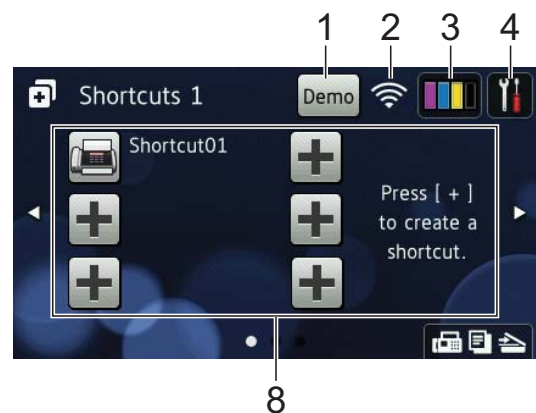 1 2 3 4
Shortcuts 1 Demo
Shortcut01
Press [ + ]
to create a
shortcut.
8